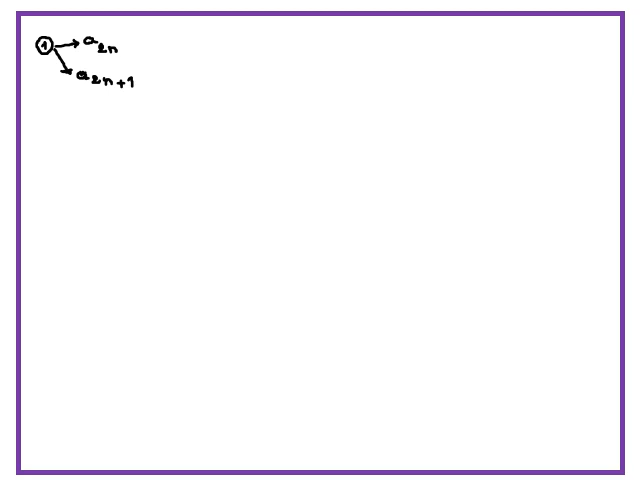 ① → a₂ₙ
→ a₂ₙ₊₁